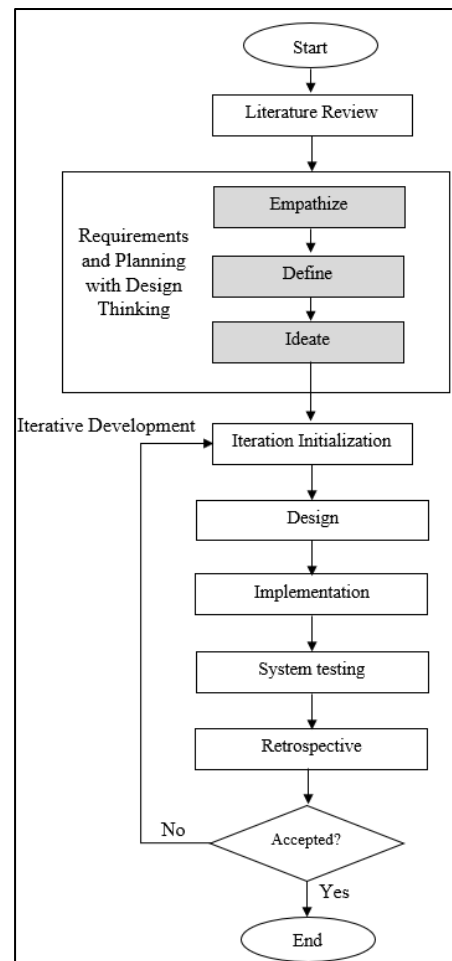 Start
Literature Review
Requirements
and Planning
with Design
Thinking
Empathize
Define
Ideate
Iterative Development
Iteration Initialization
Design
Implementation
System testing
Retrospective
Accepted?
No
Yes
End